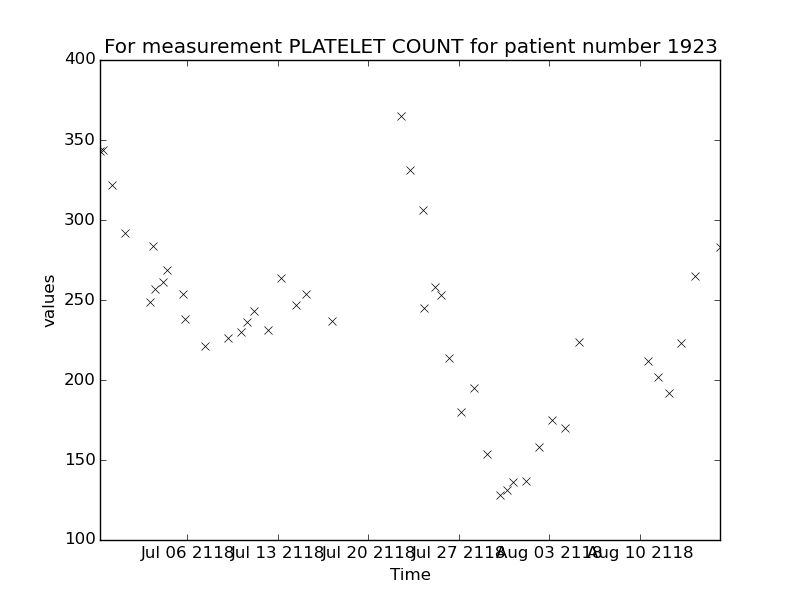 For measurement PLATELET COUNT for patient number 1923
400
350
300
250
200
150
100
values
Jul 06 2118 Jul 13 2118 Jul 20 2118 Jul 27 2118 Aug 03 2118 Aug 10 2118
Time